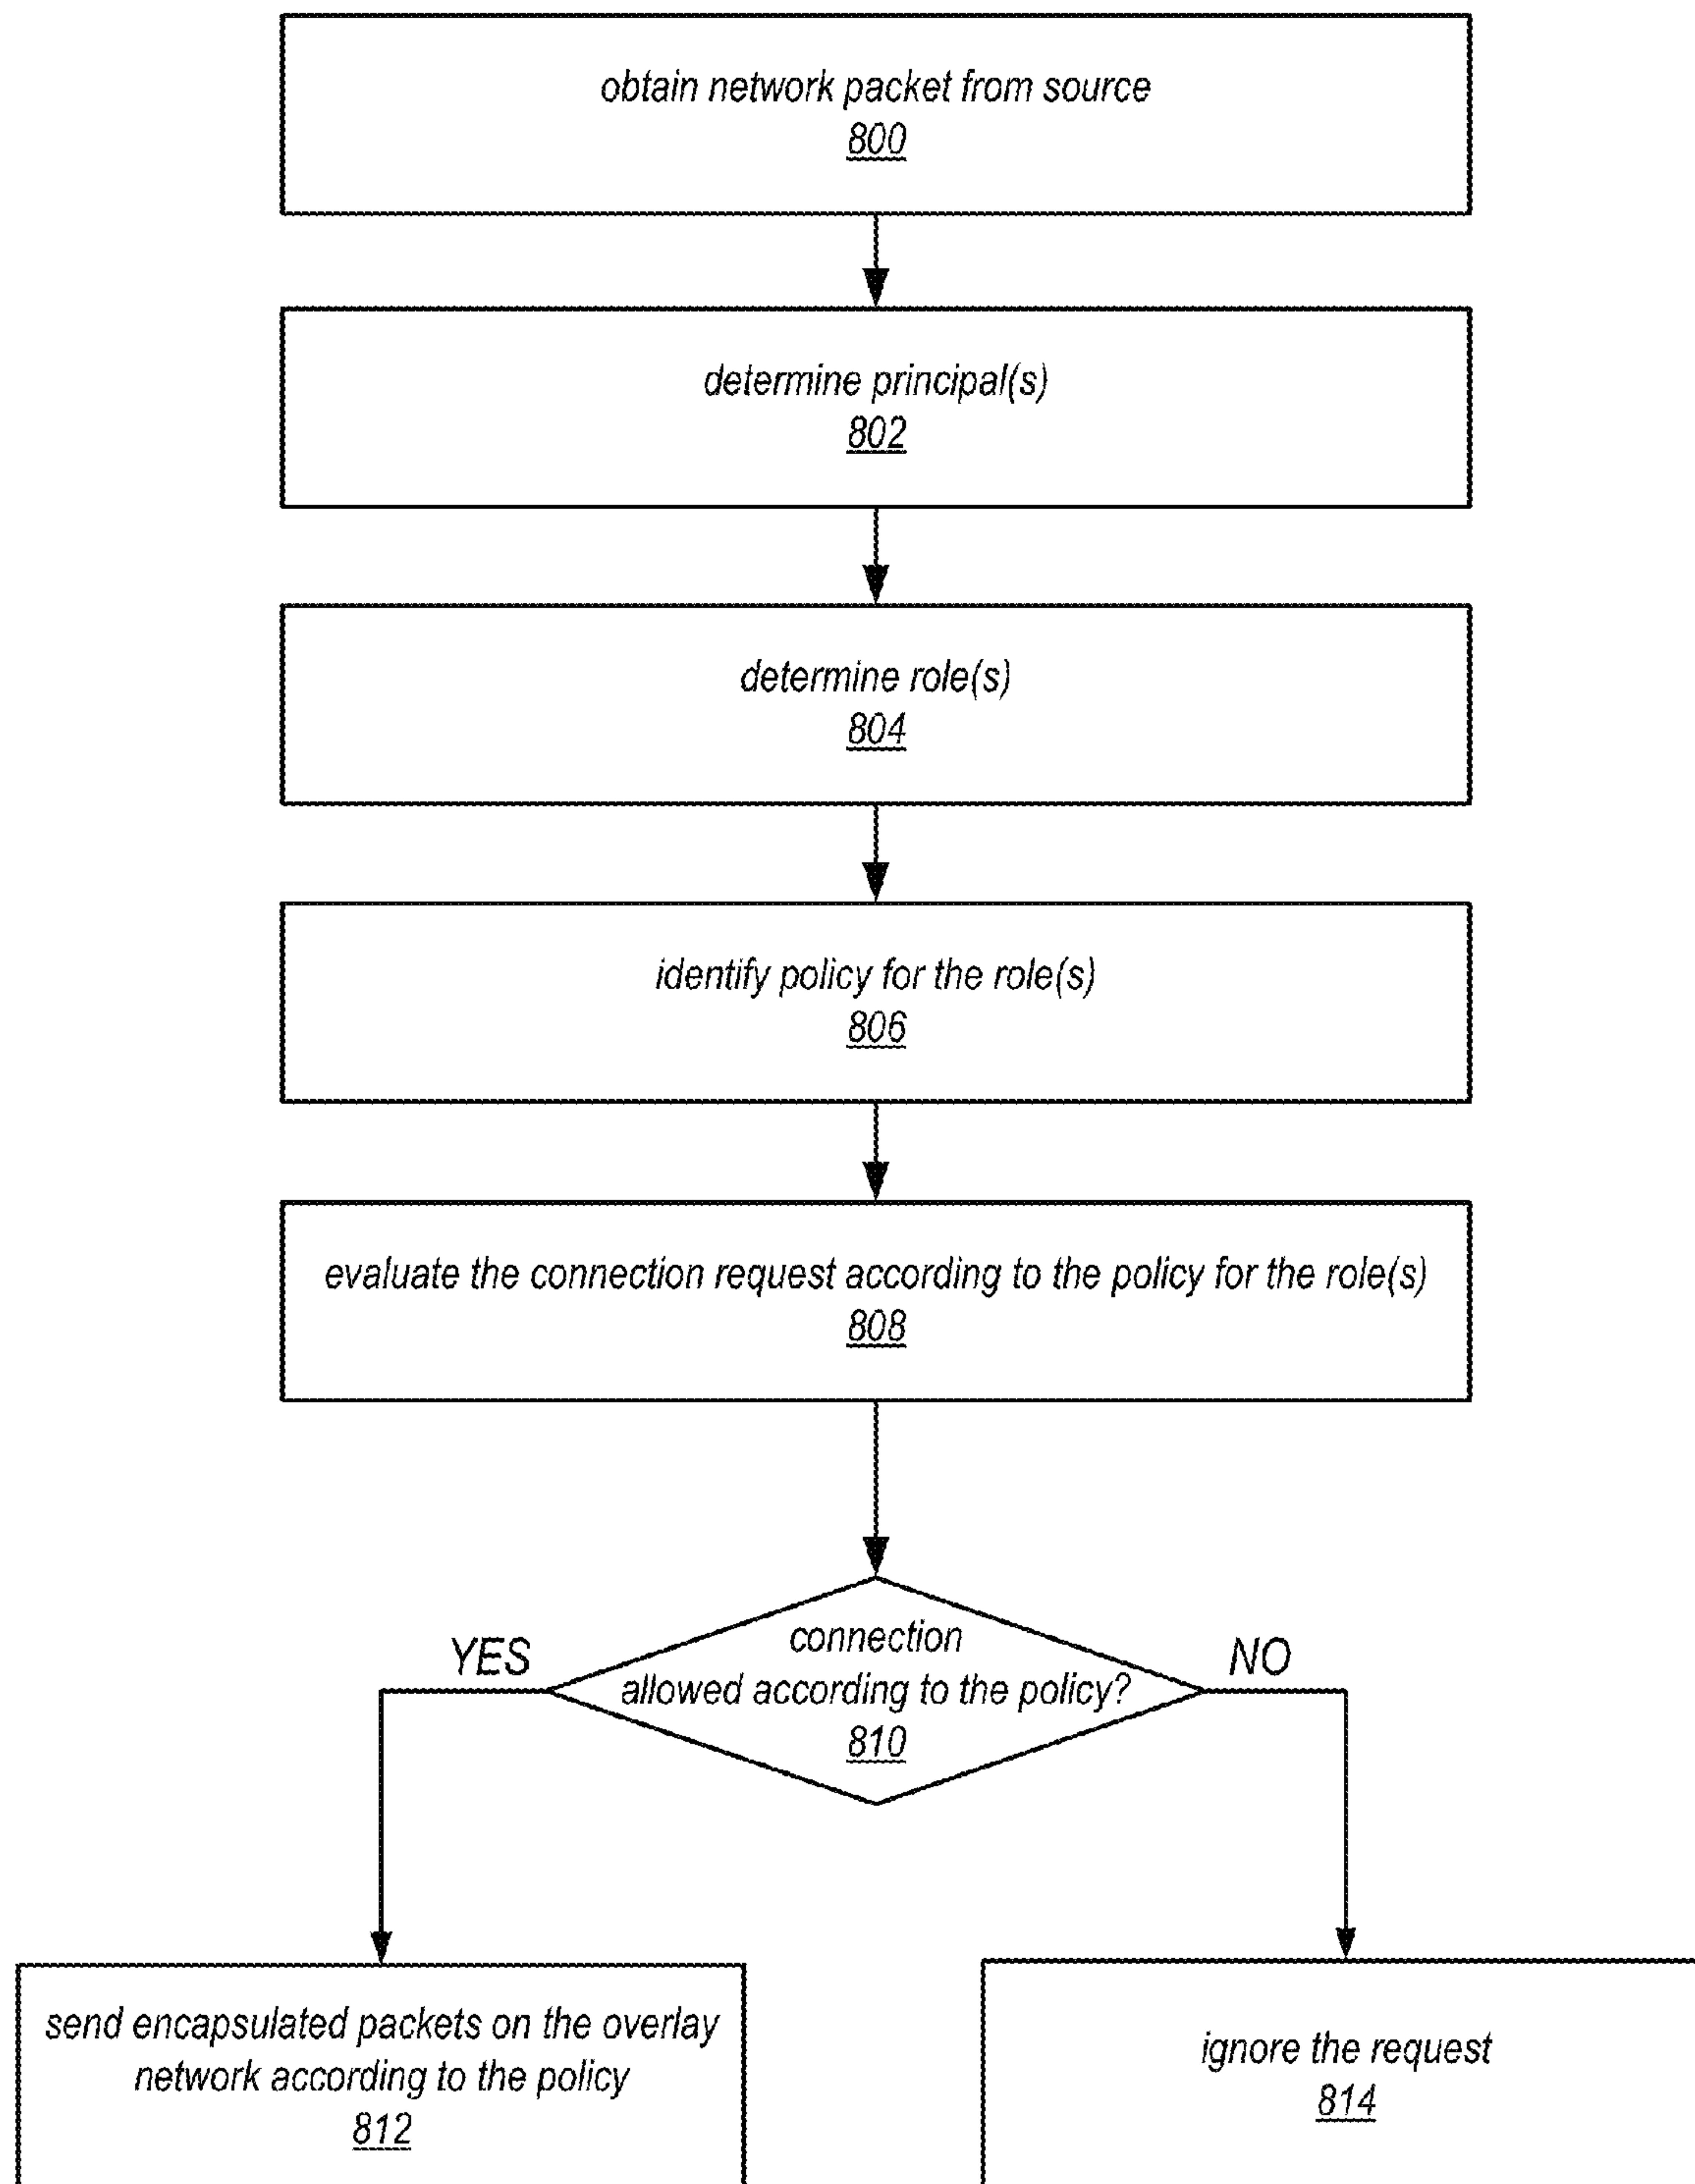 obtain network packet from source
800
determine principal(s)
802
determine role(s)
804
identify policy for the role(s)
806
evaluate the connection request according to the policy for the role(s)
808
connection
allowed according to the policy?
810
YES
NO
send encapsulated packets on the overlay
network according to the policy
812
ignore the request
814